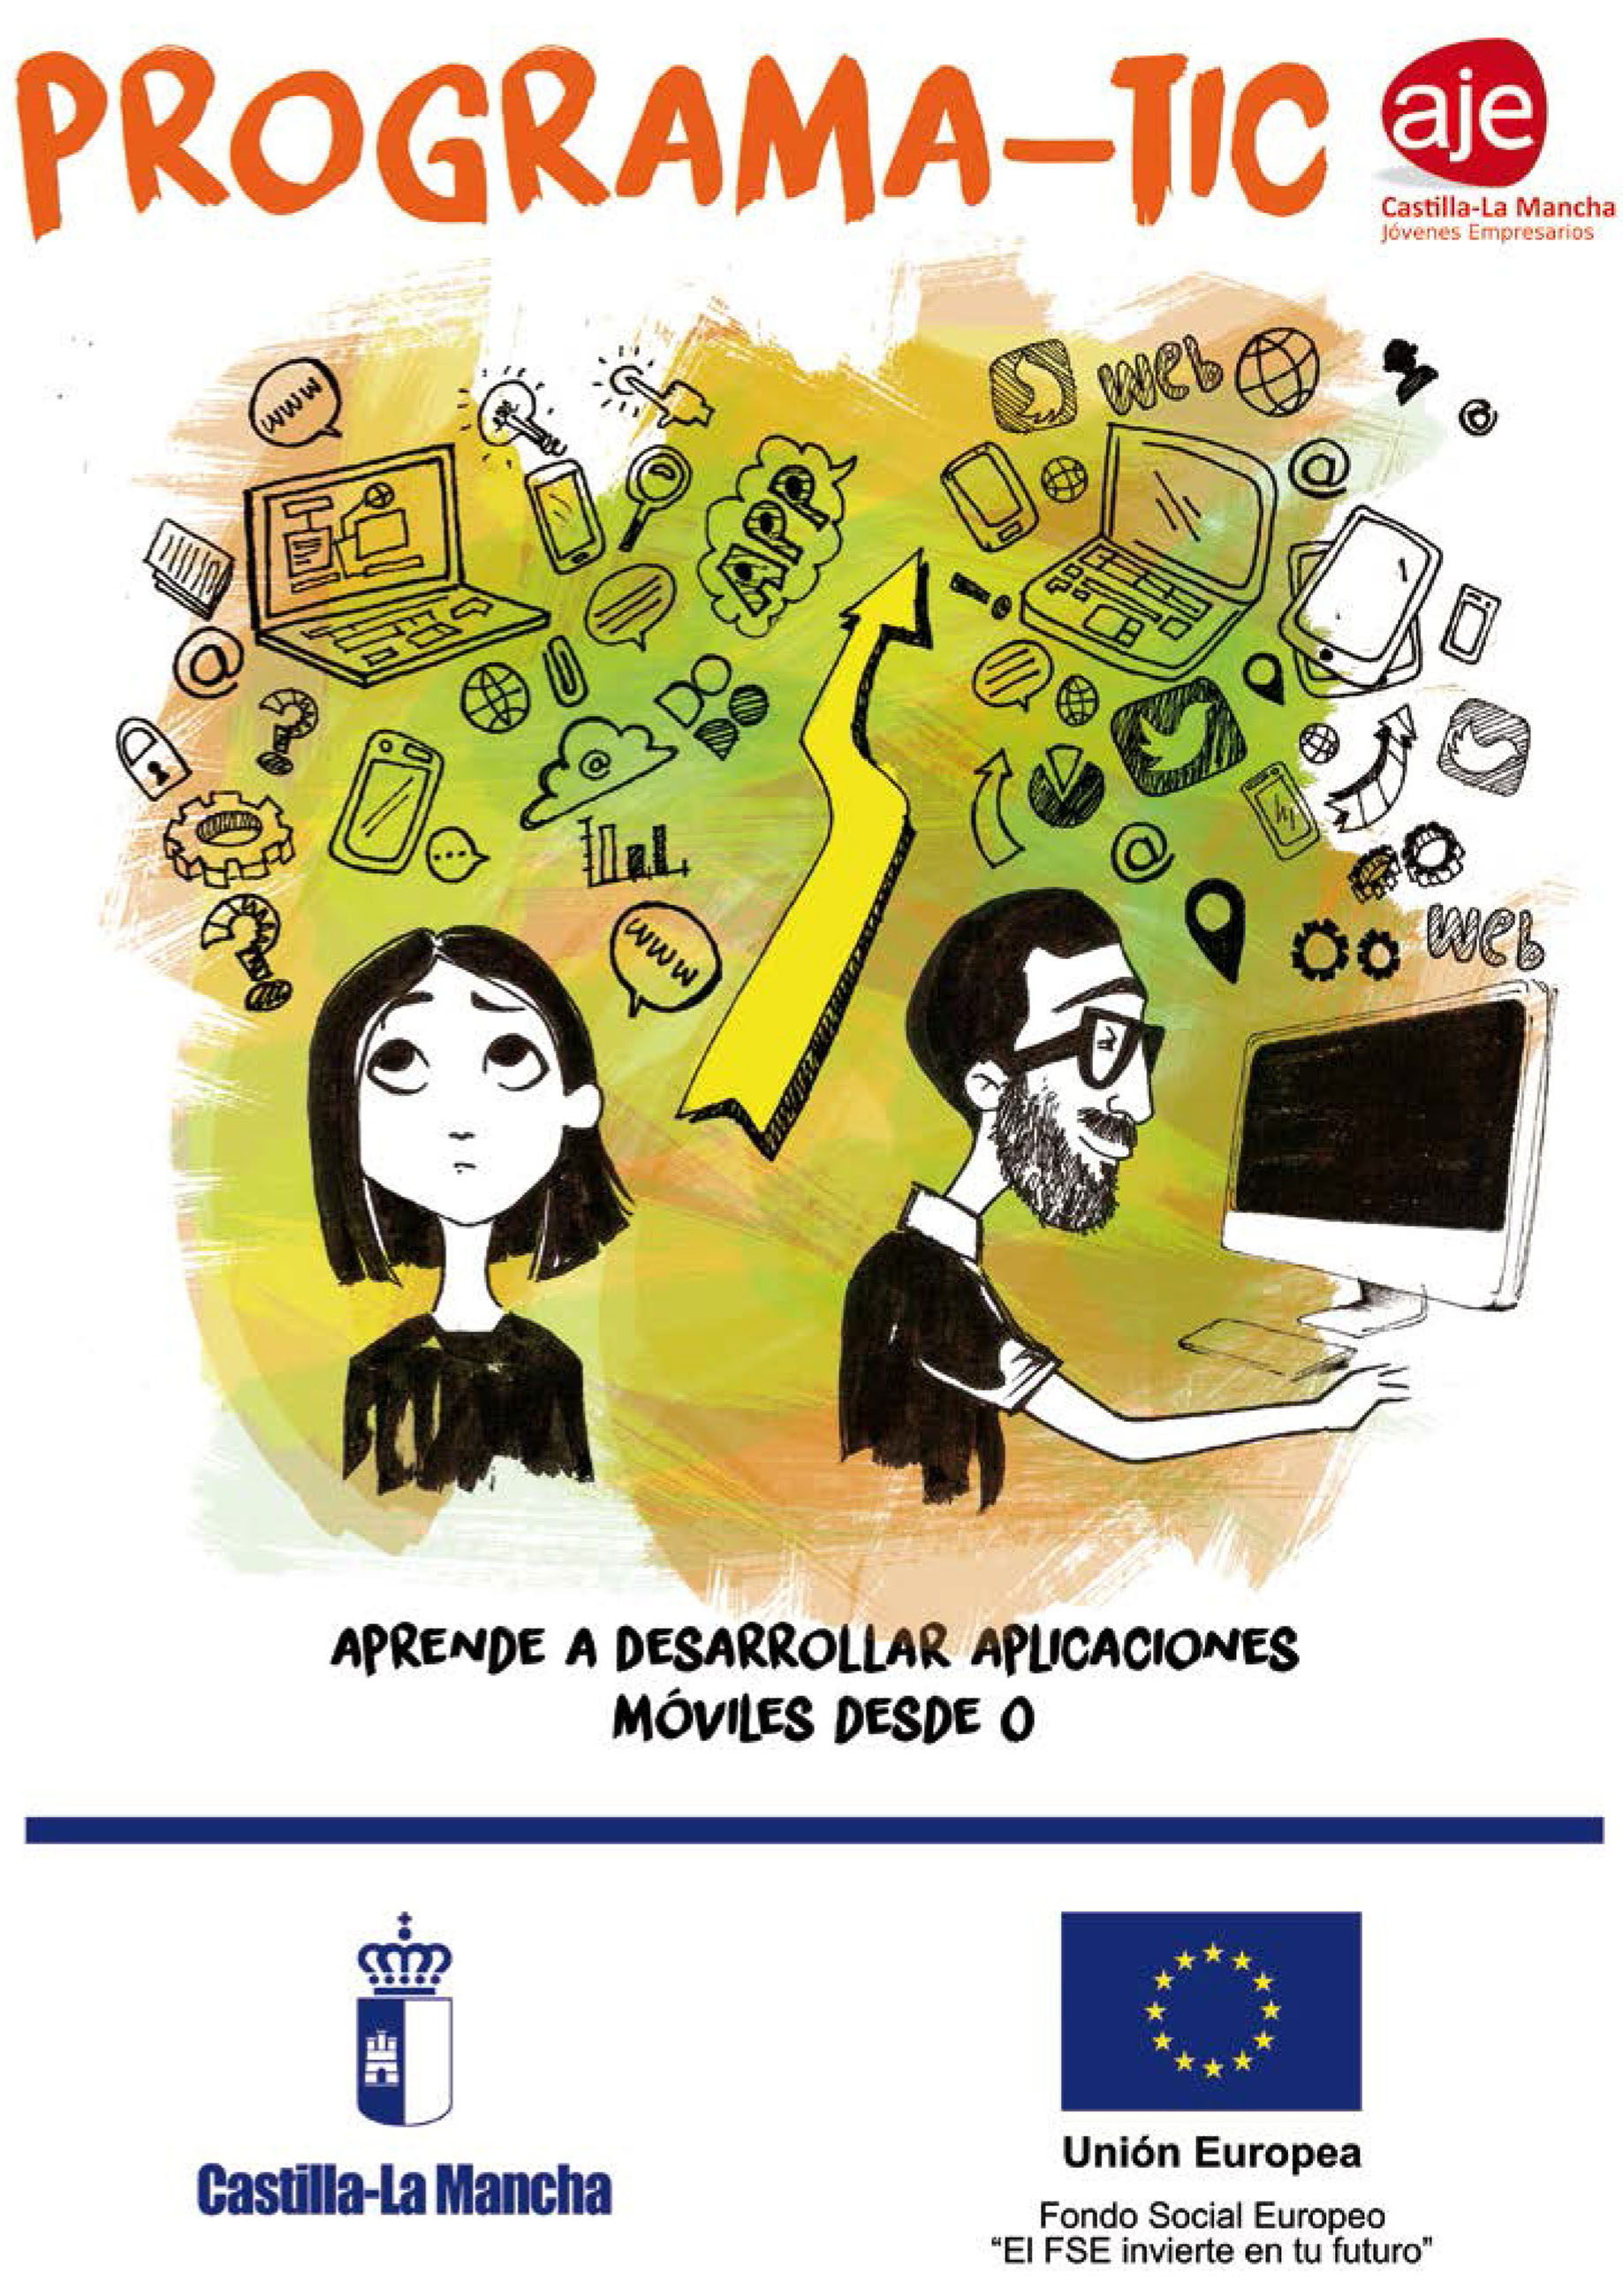 PROGRAMA-TIC
aje
Castilla-La Mancha
Jóvenes Empresarios
www
web
@
@
APP
@
@
@
www
web
APRENDE A DESARROLLAR APLICACIONES
MÓVILES DESDE 0
Castilla-La Mancha
Unión Europea
Fondo Social Europeo
“El FSE invierte en tu futuro”